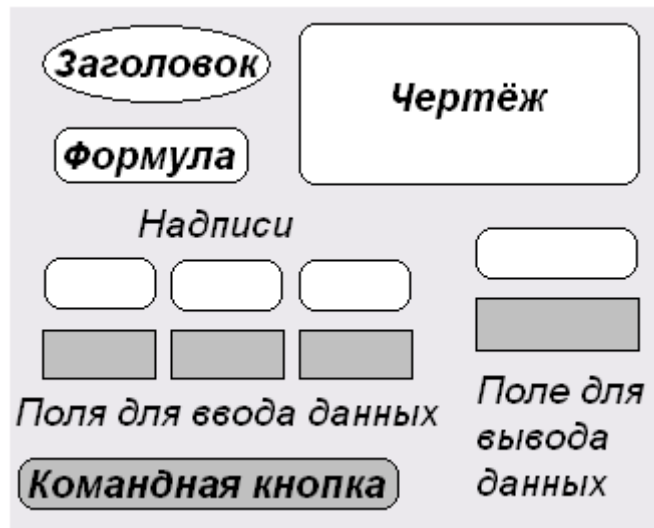 Заголовок
Чертёж
Формула
Надписи
Поля для ввода данных
Поле для
вывода
данных
Командная кнопка